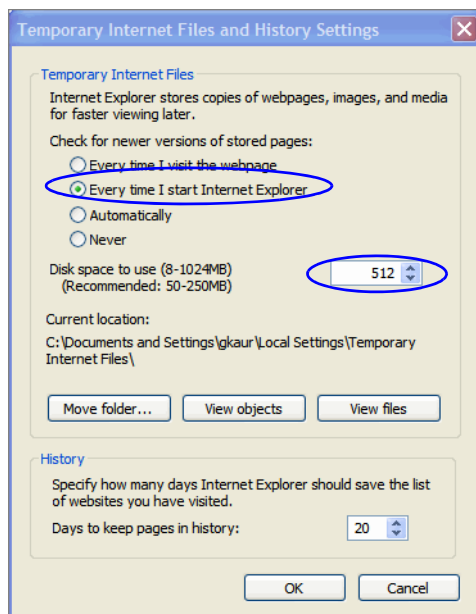 Temporary Internet Files and History Settings
Temporary Internet Files
Internet Explorer stores copies of webpages, images, and media
for faster viewing later.
Check for newer versions of stored pages:
Every time I visit the webpage
Every time I start Internet Explorer
Automatically
Never
Disk space to use (8-1024MB)
(Recommended: 50-250MB)
512
Current location:
C:\Documents and Settings\gkaur\Local Settings\Temporary
Internet Files\
Move folder... View objects View files
History
Specify how many days Internet Explorer should save the list
of websites you have visited.
Days to keep pages in history: 20
OK Cancel